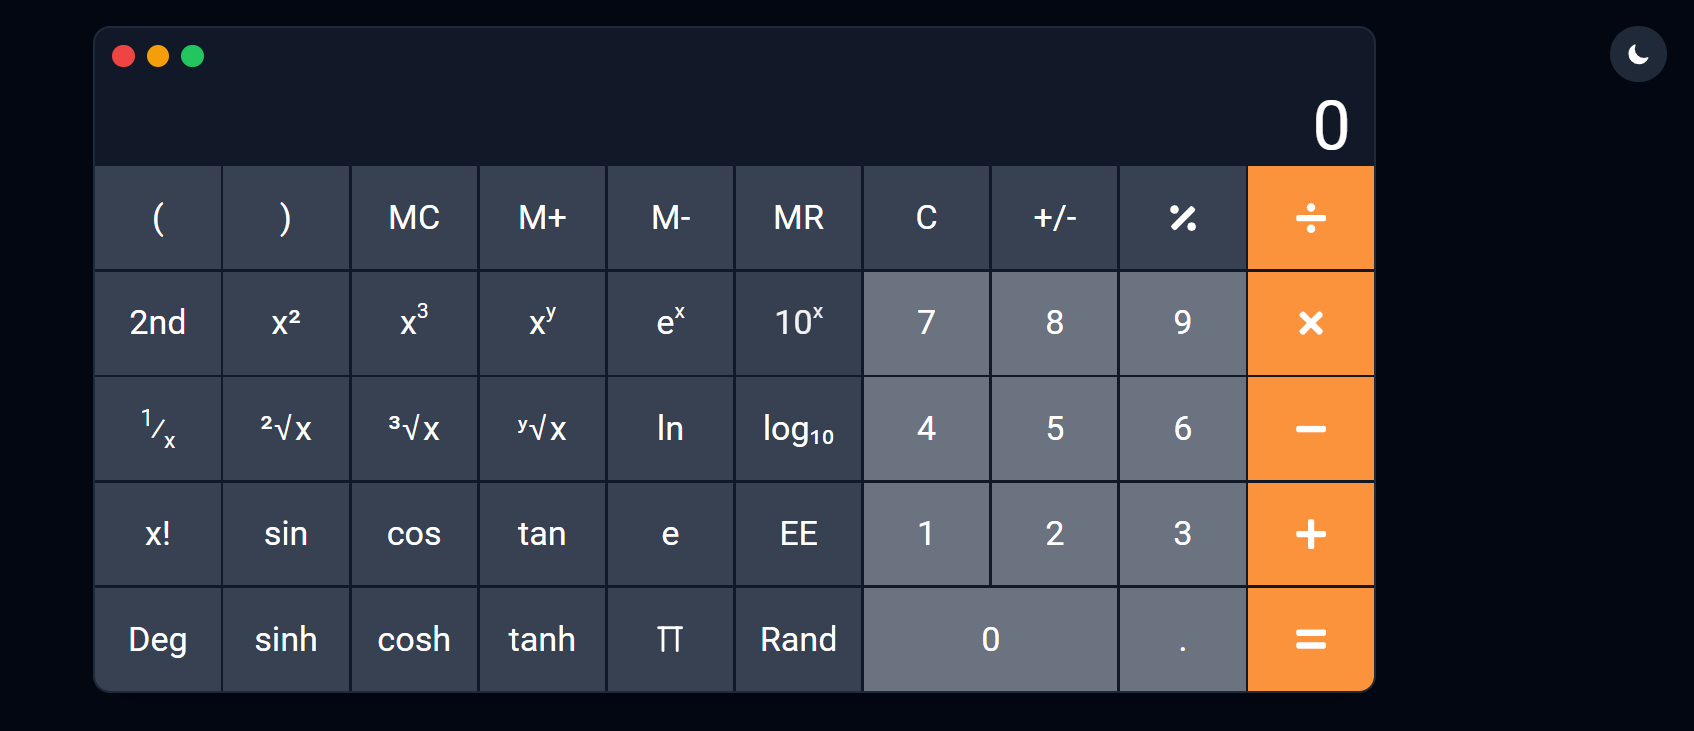 0
( ) MC M+ M- MR C +/- % ÷
2nd x² x³ xʸ eˣ 10ˣ 7 8 9 ×
¹⁄ₓ ²√x ³√x ʸ√x ln log₁₀ 4 5 6 −
x! sin cos tan e EE 1 2 3 +
Deg sinh cosh tanh ∏ Rand 0 . =